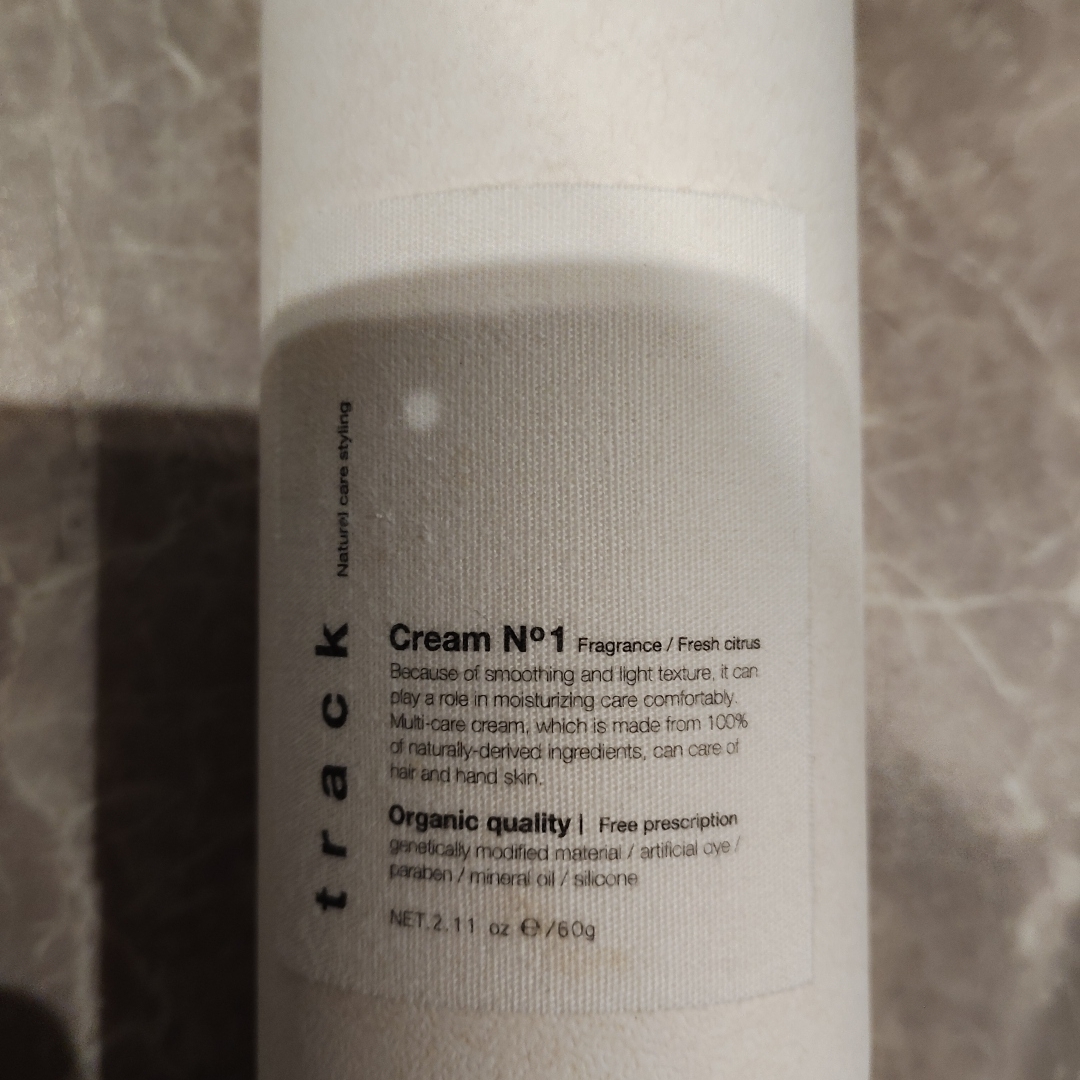 track Naturel care styling
Cream Nº1 Fragrance / Fresh citrus
Because of smoothing and light texture, it can
play a role in moisturizing care comfortably.
Multi-care cream, which is made from 100%
of naturally-derived ingredients, can care of
hair and hand skin.
Organic quality | Free prescription
genetically modified material / artificial dye /
paraben / mineral oil / silicone
NET.2.11 oz ℮/60g